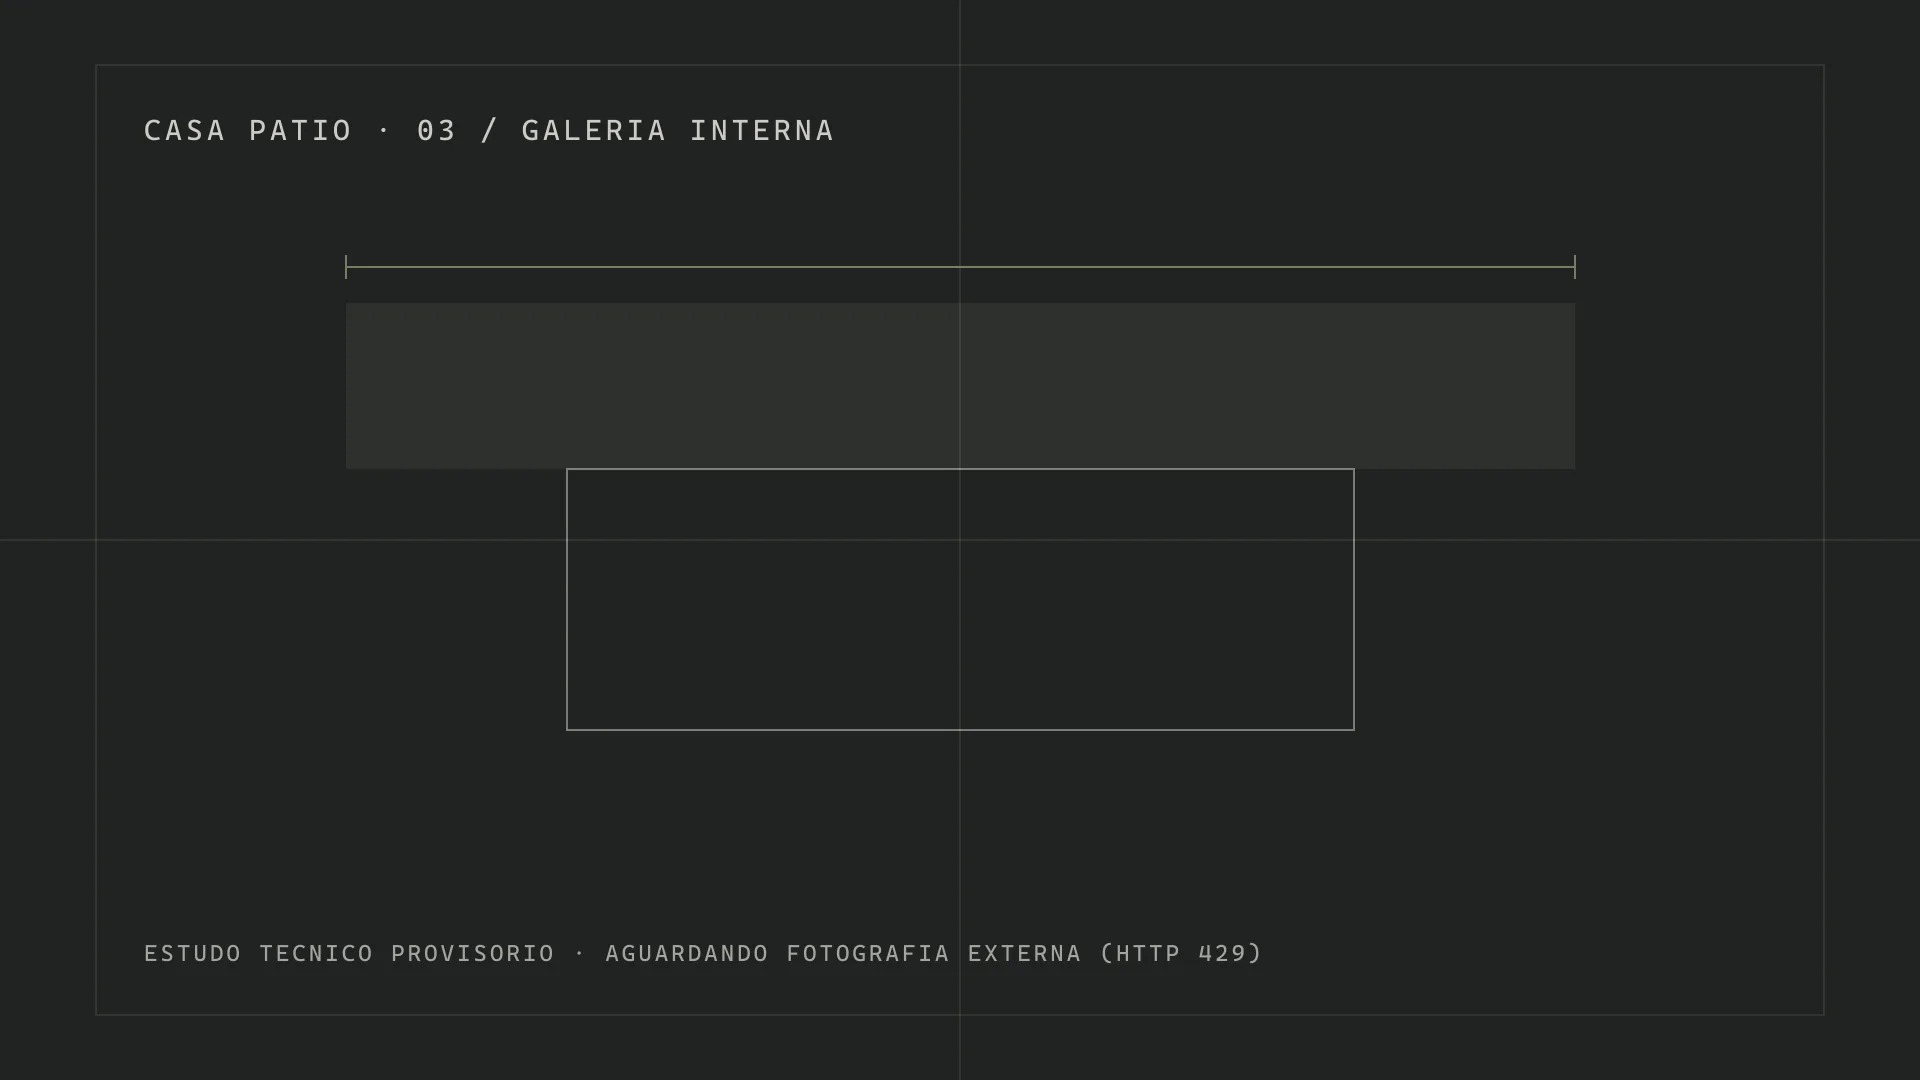 CASA PATIO · 03 / GALERIA INTERNA
ESTUDO TECNICO PROVISORIO · AGUARDANDO FOTOGRAFIA EXTERNA (HTTP 429)